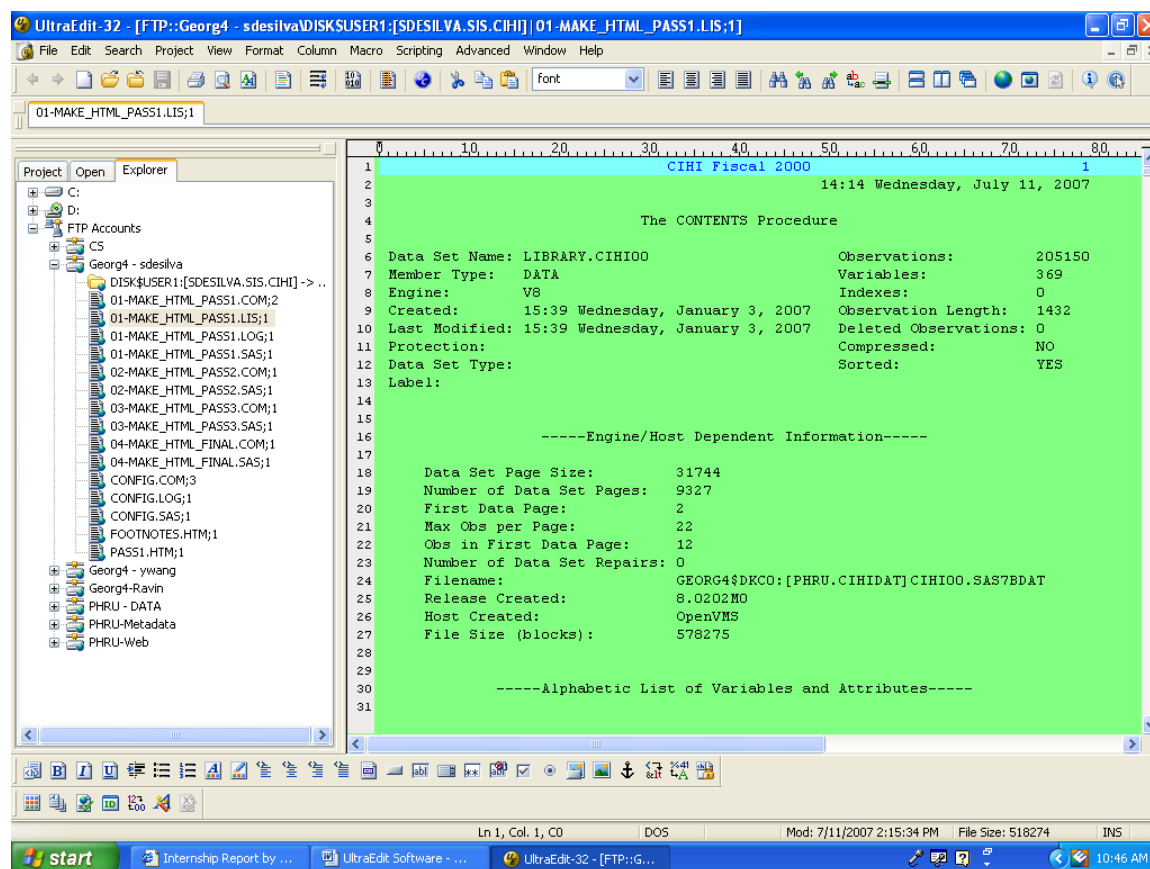 UltraEdit-32 - [FTP::Georg4 - sdesilva\DISK$USER1:[SDESILVA.SIS.CIHI]|01-MAKE_HTML_PASS1.LIS;1]
File Edit Search Project View Format Column Macro Scripting Advanced Window Help
font
01-MAKE_HTML_PASS1.LIS;1
Project Open Explorer
C:
D:
FTP Accounts
CS
Georg4 - sdesilva
DISK$USER1:[SDESILVA.SIS.CIHI] -> ..
01-MAKE_HTML_PASS1.COM;2
01-MAKE_HTML_PASS1.LIS;1
01-MAKE_HTML_PASS1.LOG;1
01-MAKE_HTML_PASS1.SAS;1
02-MAKE_HTML_PASS2.COM;1
02-MAKE_HTML_PASS2.SAS;1
03-MAKE_HTML_PASS3.COM;1
03-MAKE_HTML_PASS3.SAS;1
04-MAKE_HTML_FINAL.COM;1
04-MAKE_HTML_FINAL.SAS;1
CONFIG.COM;3
CONFIG.LOG;1
CONFIG.SAS;1
FOOTNOTES.HTM;1
PASS1.HTM;1
Georg4 - ywang
Georg4-Ravin
PHRU - DATA
PHRU-Metadata
PHRU-Web
0 10 20 30 40 50 60 70 80
1 CIHI Fiscal 2000 1
2 14:14 Wednesday, July 11, 2007
3
4 The CONTENTS Procedure
5
6 Data Set Name: LIBRARY.CIHI00 Observations: 205150
7 Member Type: DATA Variables: 369
8 Engine: V8 Indexes: 0
9 Created: 15:39 Wednesday, January 3, 2007 Observation Length: 1432
10 Last Modified: 15:39 Wednesday, January 3, 2007 Deleted Observations: 0
11 Protection: Compressed: NO
12 Data Set Type: Sorted: YES
13 Label:
14
15
16 -----Engine/Host Dependent Information-----
17
18 Data Set Page Size: 31744
19 Number of Data Set Pages: 9327
20 First Data Page: 2
21 Max Obs per Page: 22
22 Obs in First Data Page: 12
23 Number of Data Set Repairs: 0
24 Filename: GEORG4$DKC0:[PHRU.CIHIDAT]CIHI00.SAS7BDAT
25 Release Created: 8.0202M0
26 Host Created: OpenVMS
27 File Size (blocks): 578275
28
29
30 -----Alphabetic List of Variables and Attributes-----
31
Ln 1, Col. 1, C0 DOS Mod: 7/11/2007 2:15:34 PM File Size: 518274 INS
start Internship Report by ... UltraEdit Software - ... UltraEdit-32 - [FTP::G... 10:46 AM